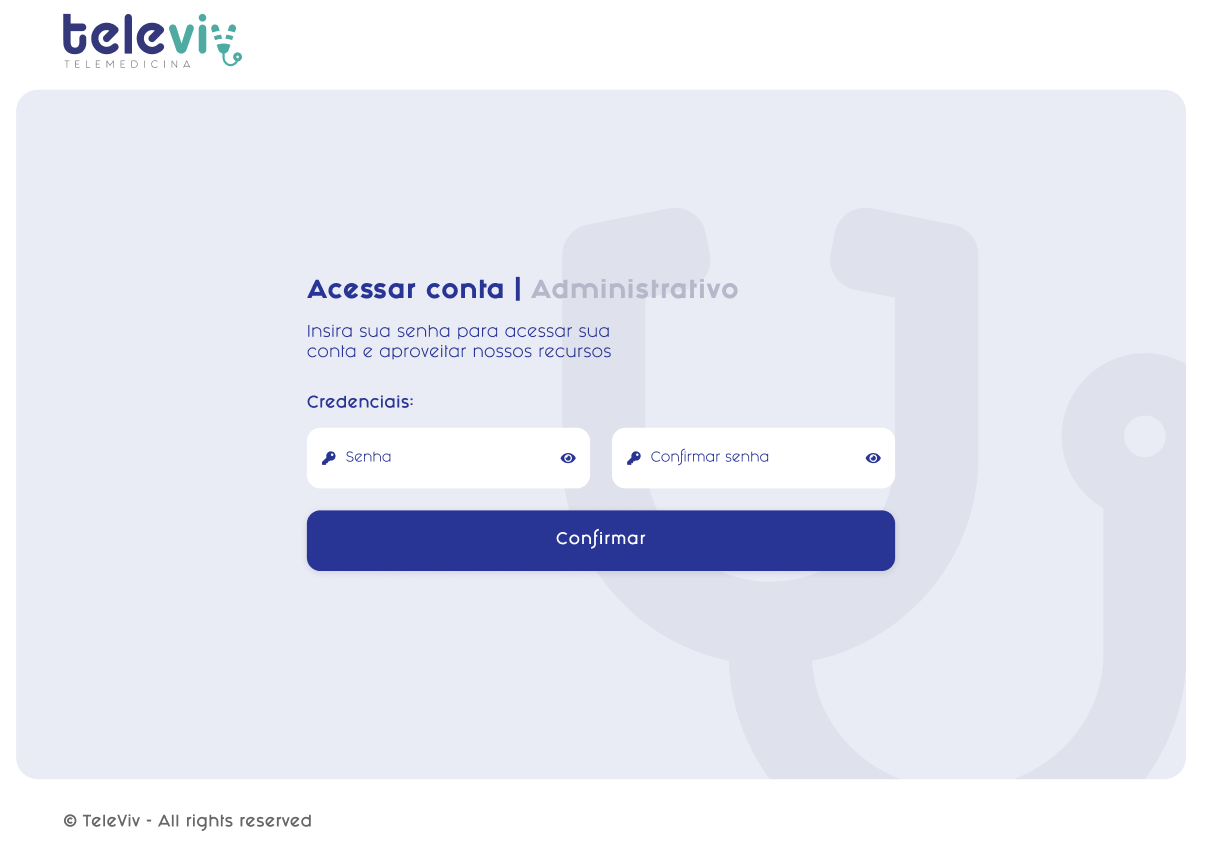 televiv
TELEMEDICINA
Acessar conta | Administrativo
Insira sua senha para acessar sua
conta e aproveitar nossos recursos
Credenciais:
Senha
Confirmar senha
Confirmar
© TeleViv - All rights reserved